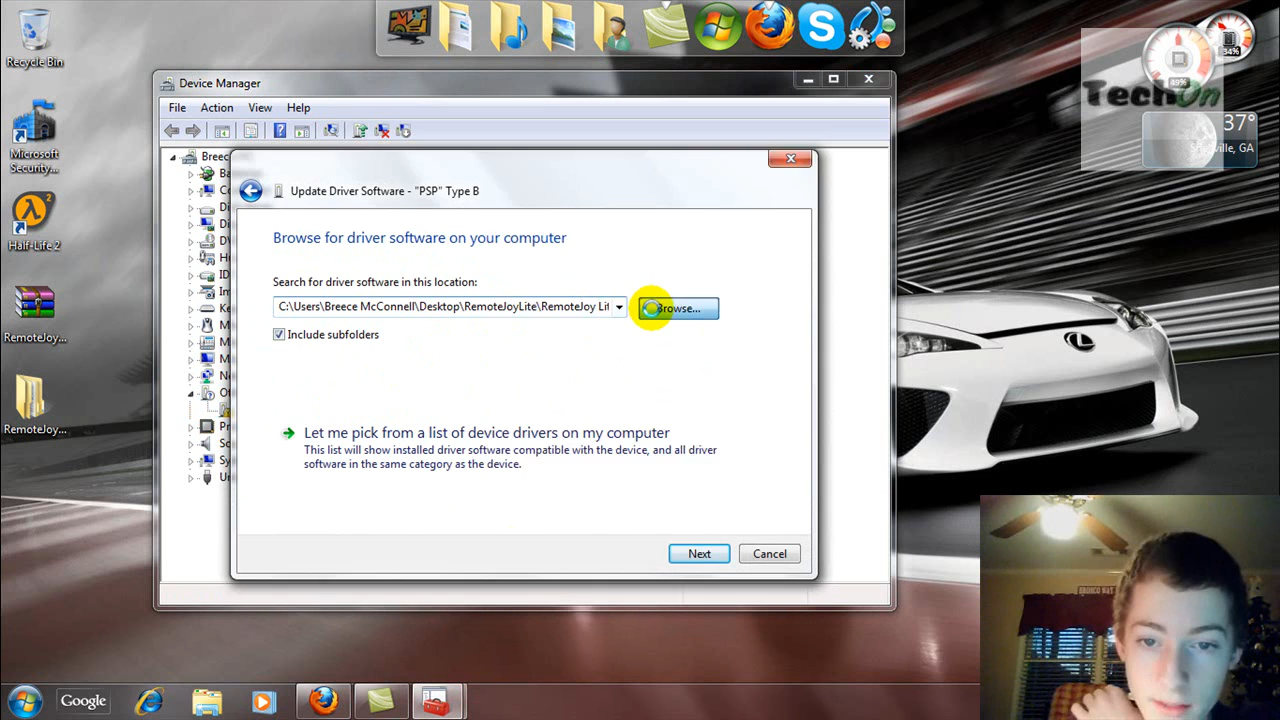 Recycle Bin
Microsoft
Security...
Half-Life 2
RemoteJoy...
RemoteJoy...
TechOn
49%
34%
37°
GA
Device Manager
File Action View Help
Update Driver Software - "PSP" Type B
Browse for driver software on your computer
Search for driver software in this location:
C:\Users\Breece McConnell\Desktop\RemoteJoyLite\RemoteJoy Lit
Browse...
Include subfolders
Let me pick from a list of device drivers on my computer
This list will show installed driver software compatible with the device, and all driver
software in the same category as the device.
Next Cancel
Google